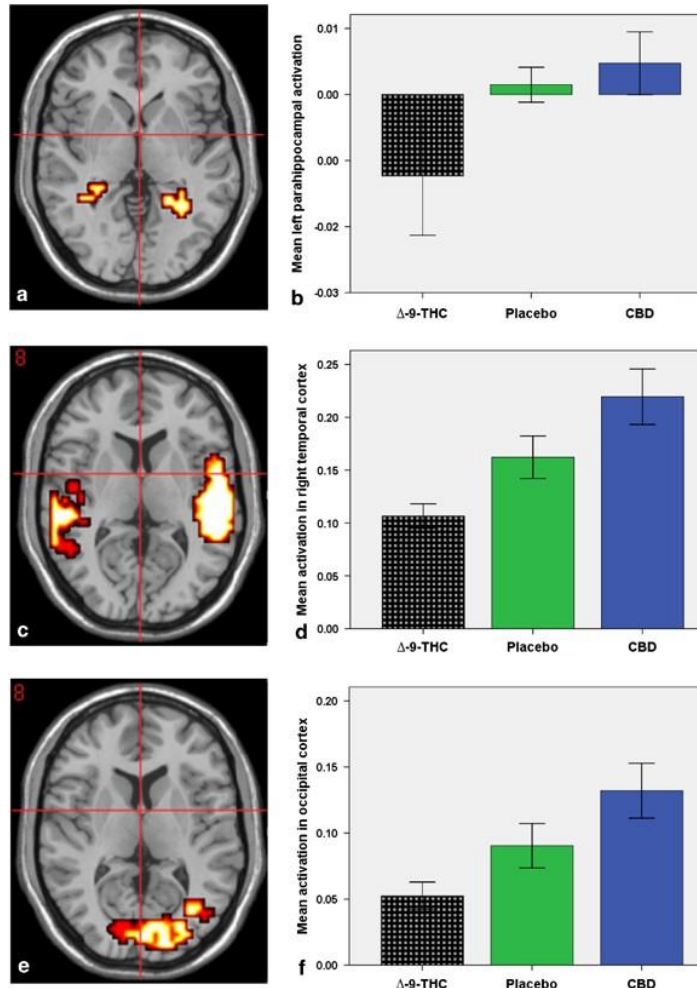 a
b
Mean left parahippocampal activation
0.01
0.00
0.00
-0.02
-0.03
Δ-9-THC Placebo CBD
c
8
d
Mean activation in right temporal cortex
0.25
0.20
0.15
0.10
0.05
0.00
Δ-9-THC Placebo CBD
e
8
f
Mean activation in occipital cortex
0.20
0.15
0.10
0.05
0.00
Δ-9-THC Placebo CBD